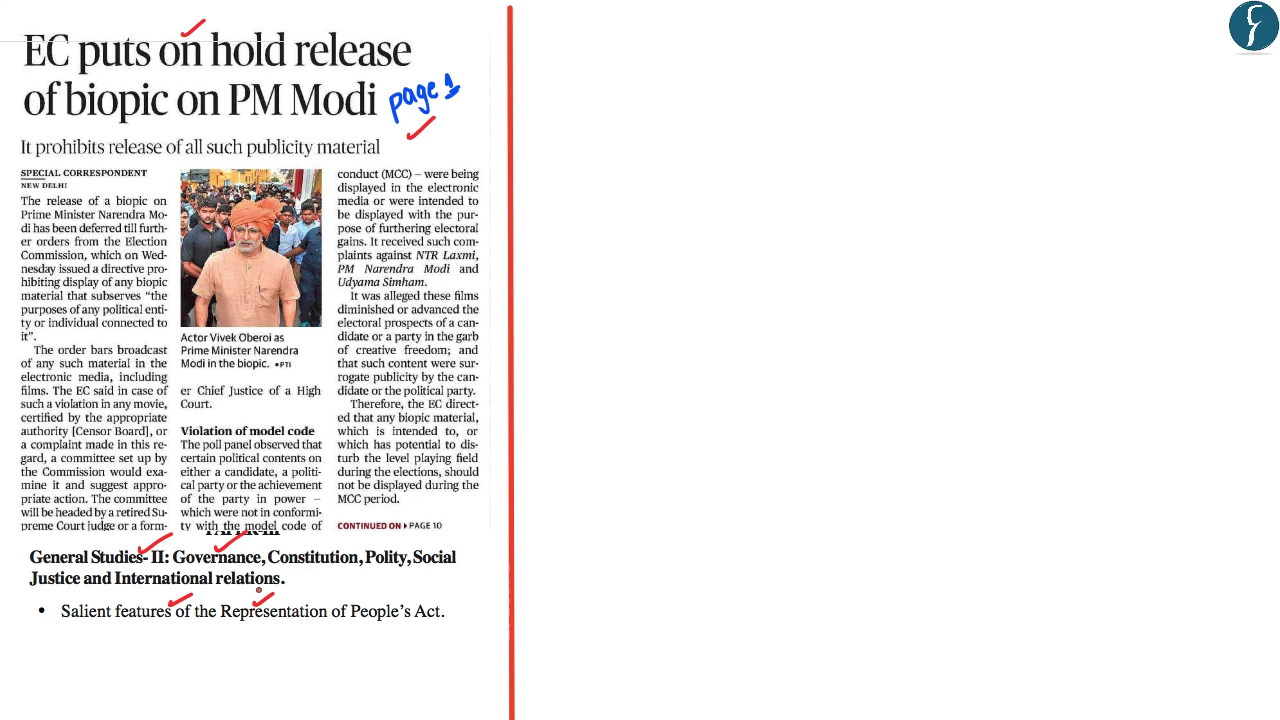 EC puts on hold release
of biopic on PM Modi
page 1
It prohibits release of all such publicity material
SPECIAL CORRESPONDENT
NEW DELHI
The release of a biopic on
Prime Minister Narendra Mo-
di has been deferred till furth-
er orders from the Election
Commission, which on Wed-
nesday issued a directive pro-
hibiting display of any biopic
material that subserves “the
purposes of any political enti-
ty or individual connected to
it”.
The order bars broadcast
of any such material in the
electronic media, including
films. The EC said in case of
such a violation in any movie,
certified by the appropriate
authority [Censor Board], or
a complaint made in this re-
gard, a committee set up by
the Commission would exa-
mine it and suggest appro-
priate action. The committee
will be headed by a retired Su-
preme Court judge or a form-
Actor Vivek Oberoi as
Prime Minister Narendra
Modi in the biopic. ▪PTI
er Chief Justice of a High
Court.
Violation of model code
The poll panel observed that
certain political contents on
either a candidate, a politi-
cal party or the achievement
of the party in power –
which were not in conformi-
ty with the model code of
conduct (MCC) – were being
displayed in the electronic
media or were intended to
be displayed with the pur-
pose of furthering electoral
gains. It received such com-
plaints against NTR Laxmi,
PM Narendra Modi and
Udyama Simham.
It was alleged these films
diminished or advanced the
electoral prospects of a can-
didate or a party in the garb
of creative freedom; and
that such content were sur-
rogate publicity by the can-
didate or the political party.
Therefore, the EC direct-
ed that any biopic material,
which is intended to, or
which has potential to dis-
turb the level playing field
during the elections, should
not be displayed during the
MCC period.
CONTINUED ON ▸ PAGE 10
General Studies- II: Governance, Constitution, Polity, Social
Justice and International relations.
• Salient features of the Representation of People’s Act.